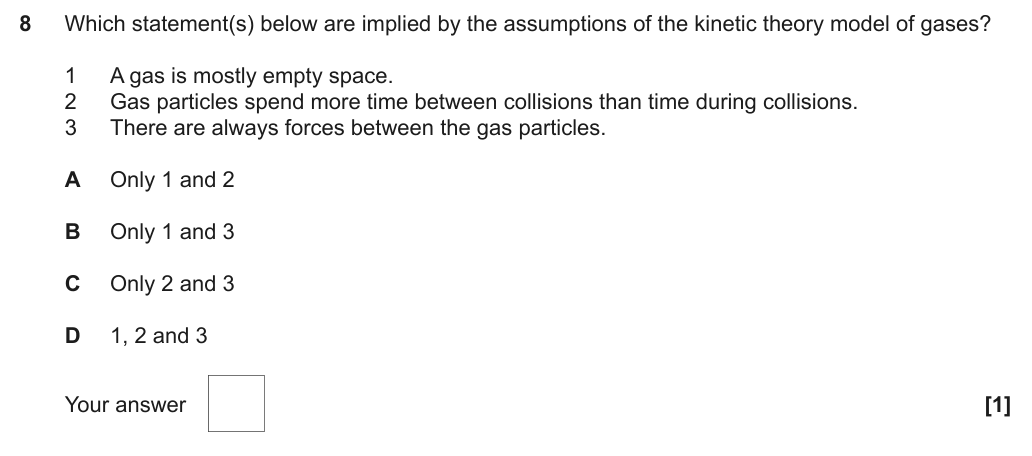 8 Which statement(s) below are implied by the assumptions of the kinetic theory model of gases?
1 A gas is mostly empty space.
2 Gas particles spend more time between collisions than time during collisions.
3 There are always forces between the gas particles.
A Only 1 and 2
B Only 1 and 3
C Only 2 and 3
D 1, 2 and 3
Your answer [1]